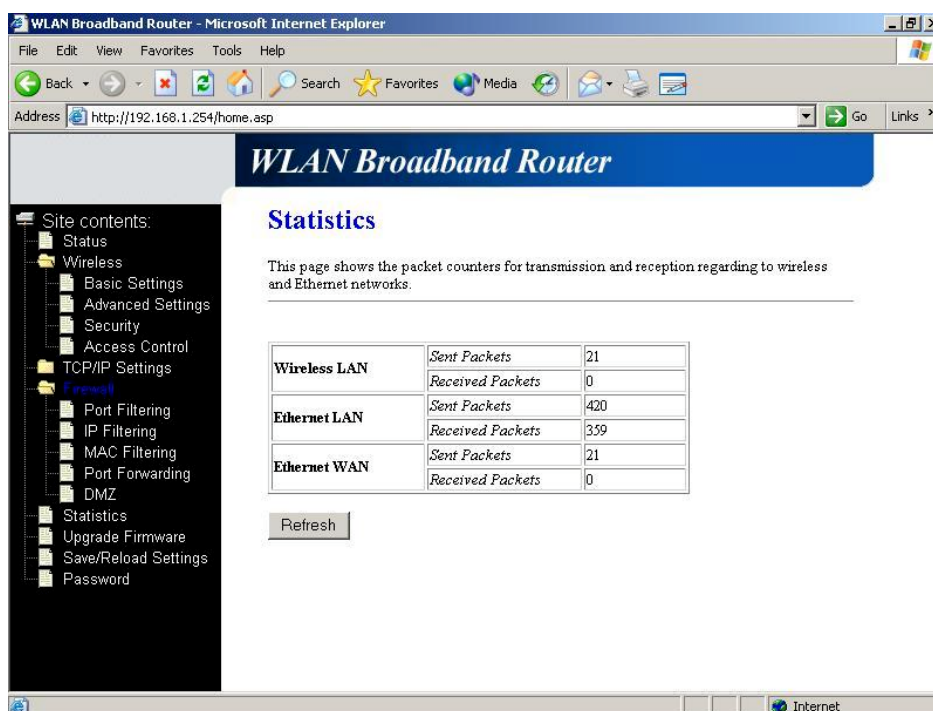 WLAN Broadband Router - Microsoft Internet Explorer
File Edit View Favorites Tools Help
Back Search Favorites Media
Address http://192.168.1.254/home.asp Go Links
WLAN Broadband Router
Site contents:
Status
Wireless
Basic Settings
Advanced Settings
Security
Access Control
TCP/IP Settings
Firewall
Port Filtering
IP Filtering
MAC Filtering
Port Forwarding
DMZ
Statistics
Upgrade Firmware
Save/Reload Settings
Password
Statistics
This page shows the packet counters for transmission and reception regarding to wireless
and Ethernet networks.
Wireless LAN Sent Packets 21
Received Packets 0
Ethernet LAN Sent Packets 420
Received Packets 359
Ethernet WAN Sent Packets 21
Received Packets 0
Refresh
Internet